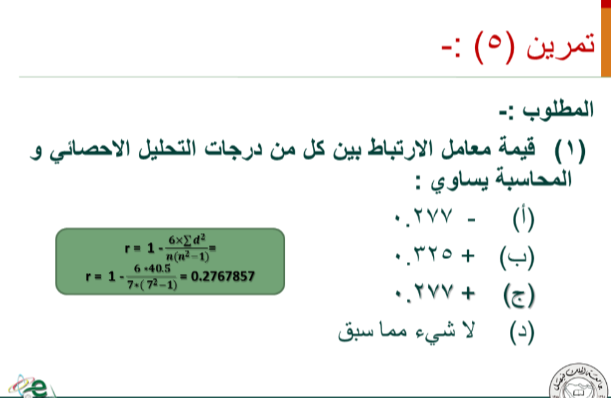 تمرين (٥) :-
المطلوب :-
(١) قيمة معامل الارتباط بين كل من درجات التحليل الاحصائي و
المحاسبة يساوي :
(أ) - ٠.٢٧٧
(ب) + ٠.٣٢٥
(ج) + ٠.٢٧٧
(د) لا شيء مما سبق
r = 1 - \frac{6×∑d²}{n(n²−1)}=
r = 1 - \frac{6*40.5}{7*(7²−1)} = 0.2767857